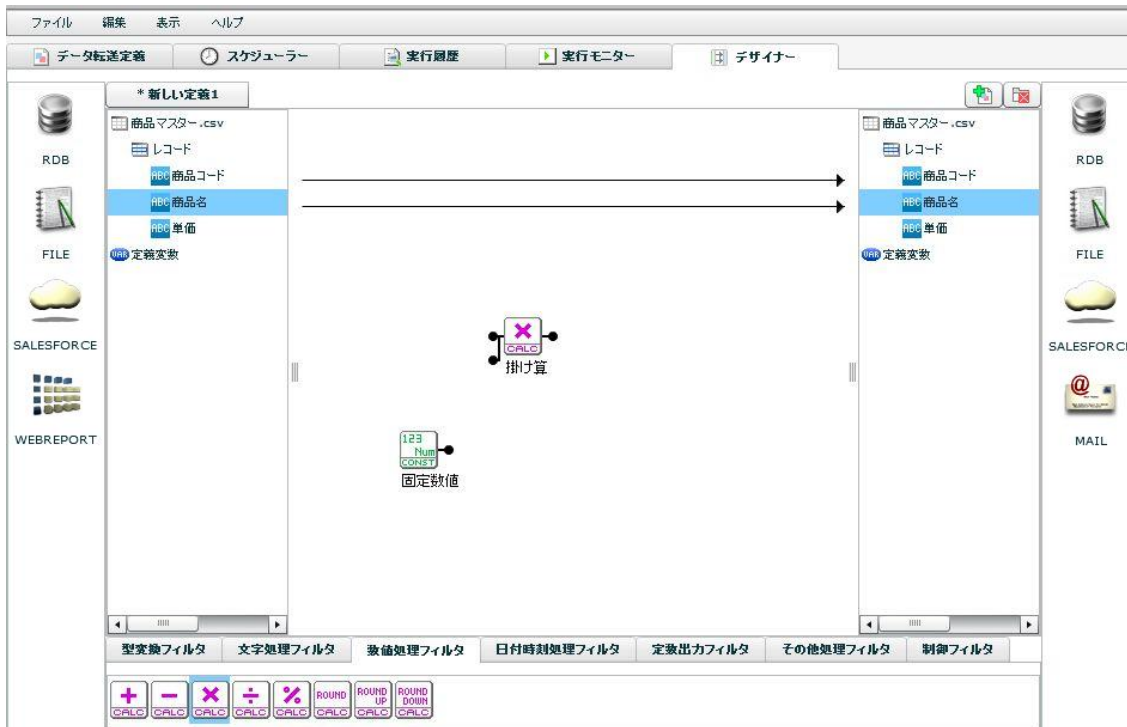 ファイル 編集 表示 ヘルプ
データ転送定義 スケジューラー 実行履歴 実行モニター デザイナー
* 新しい定義1
RDB
FILE
SALESFORCE
WEBREPORT
商品マスター.csv
レコード
ABC 商品コード
ABC 商品名
ABC 単価
VAR 定義変数
×
CALC
掛け算
123
Num
CONST
固定数値
商品マスター.csv
レコード
ABC 商品コード
ABC 商品名
ABC 単価
VAR 定義変数
RDB
FILE
SALESFORC
MAIL
型変換フィルタ 文字処理フィルタ 数値処理フィルタ 日付時刻処理フィルタ 定数出力フィルタ その他処理フィルタ 制御フィルタ
+ − × ÷ % ROUND ROUND UP ROUND DOWN
CALC CALC CALC CALC CALC CALC CALC CALC